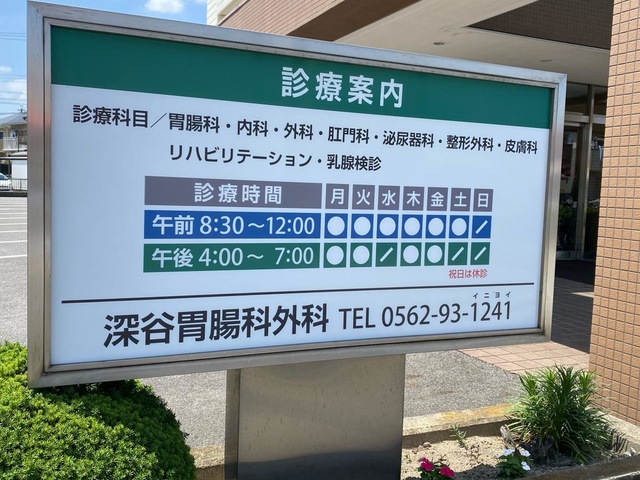 診療案内
診療科目／胃腸科・内科・外科・肛門科・泌尿器科・整形外科・皮膚科
リハビリテーション・乳腺検診
診療時間 月 火 水 木 金 土 日
午前 8:30〜12:00 ● ● ● ● ● ● /
午後 4:00〜 7:00 ● ● / ● ● / /
祝日は休診
イニヨイ
深谷胃腸科外科 TEL 0562-93-1241